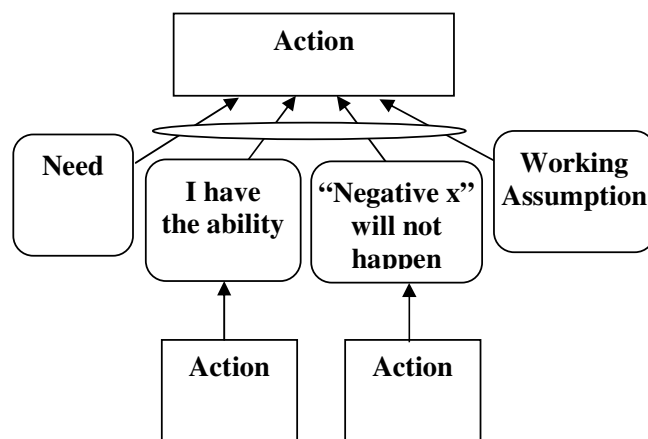 Action
Need
I have
the ability
“Negative x”
will not
happen
Working
Assumption
Action
Action